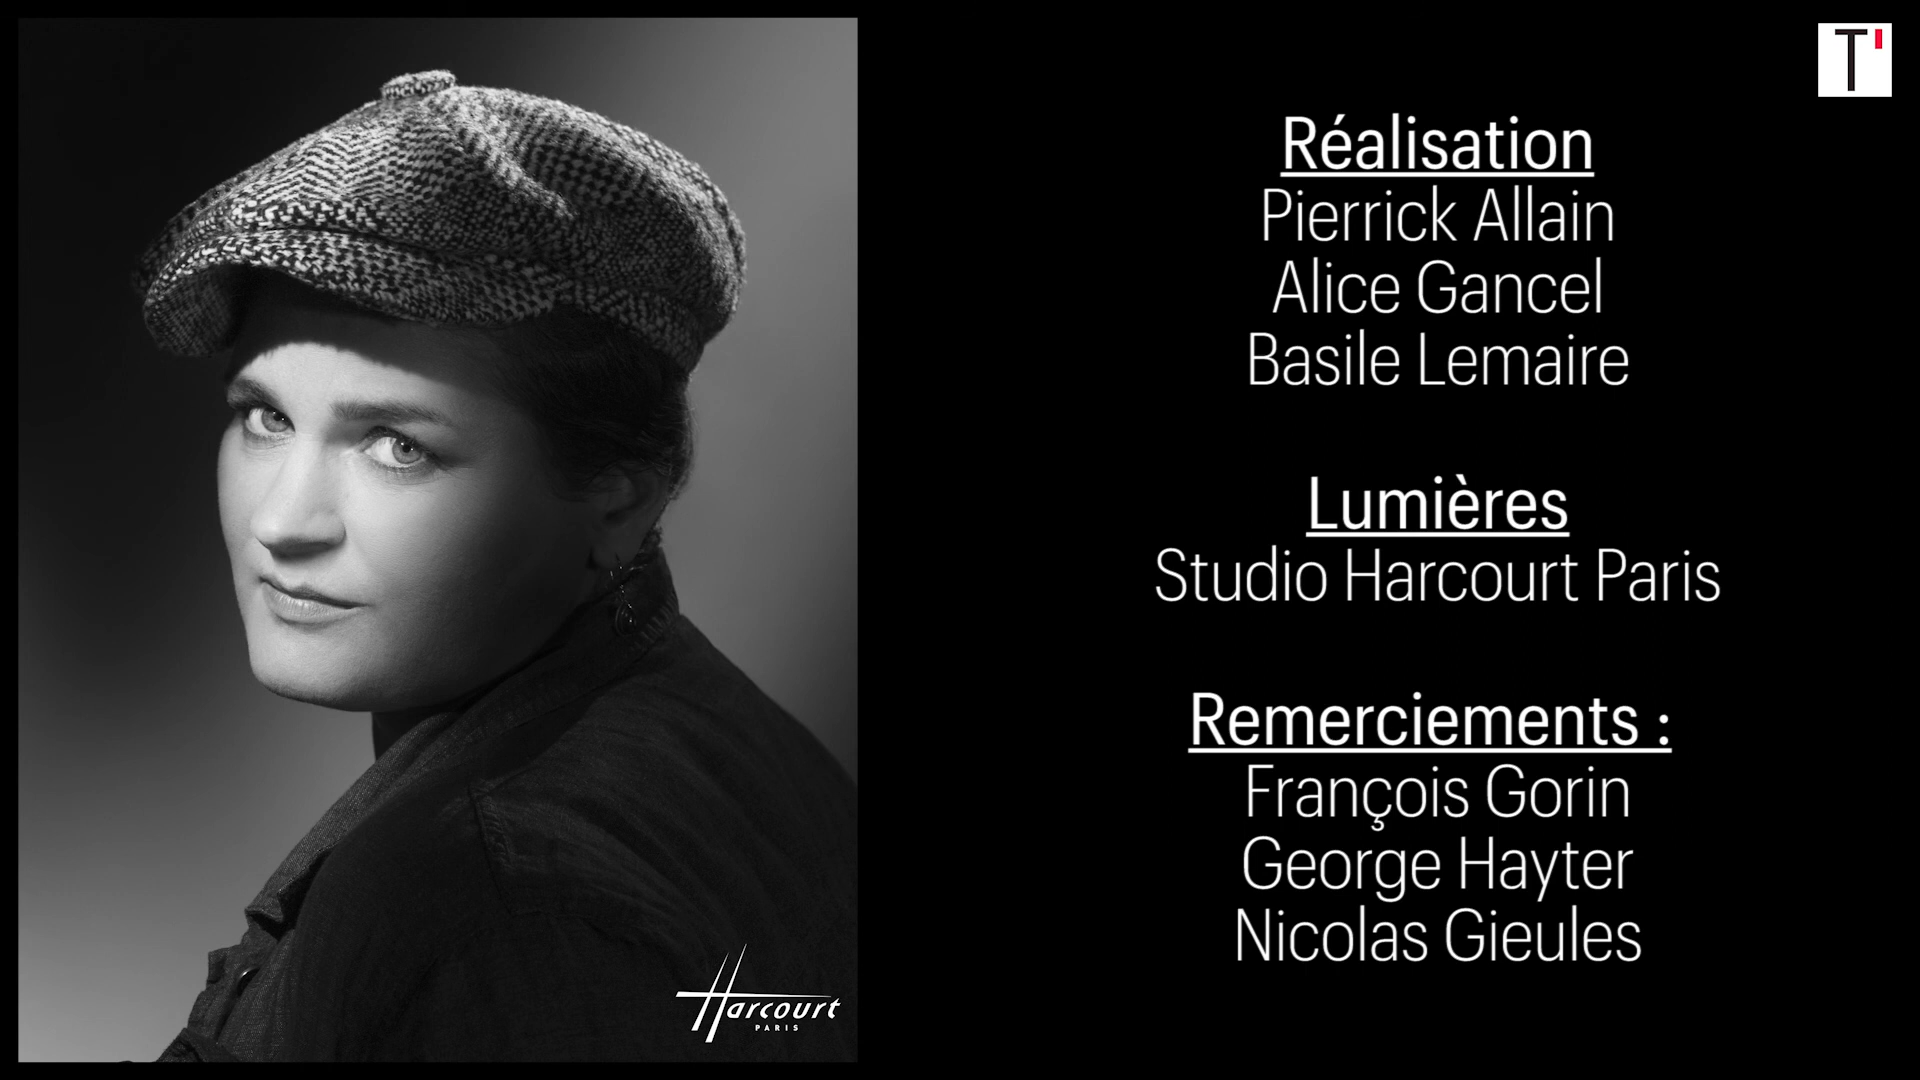 T'
Réalisation
Pierrick Allain
Alice Gancel
Basile Lemaire
Lumières
Studio Harcourt Paris
Remerciements :
François Gorin
George Hayter
Nicolas Gieules
Harcourt
PARIS